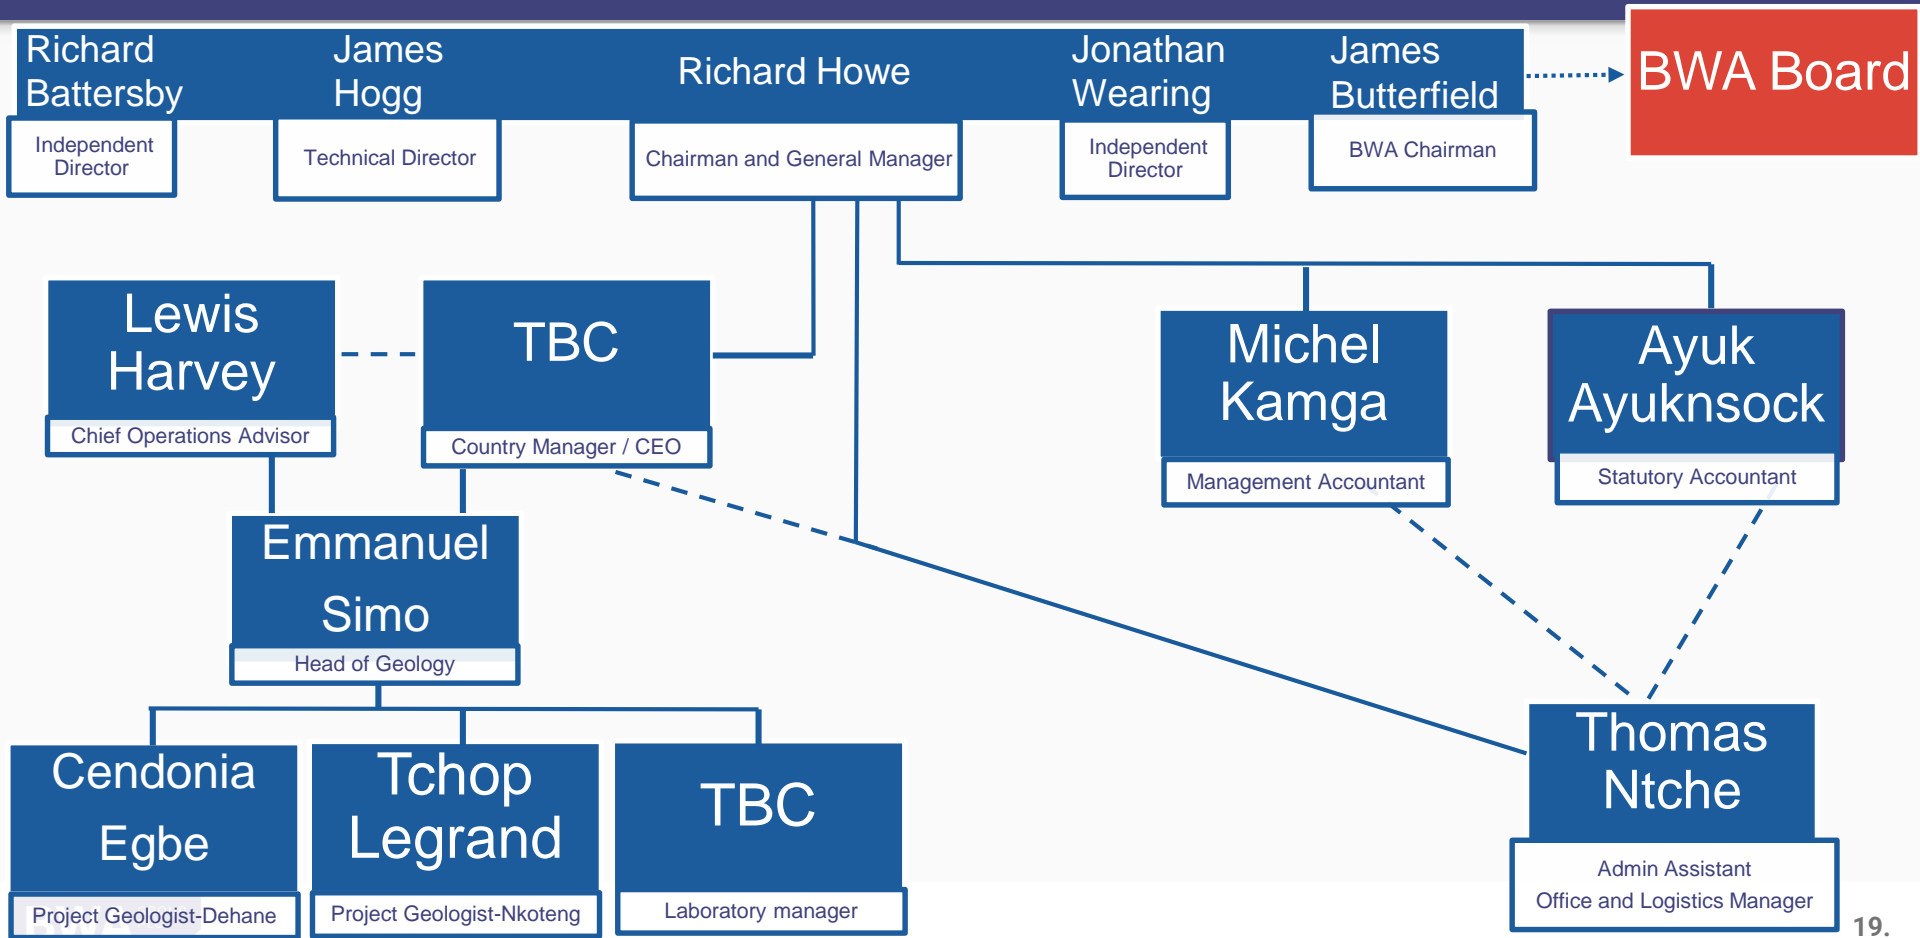 Richard
Battersby
James
Hogg
Richard Howe
Jonathan
Wearing
James
Butterfield
BWA Board
Independent
Director
Technical Director
Chairman and General Manager
Independent
Director
BWA Chairman
Lewis
Harvey
Chief Operations Advisor
TBC
Country Manager / CEO
Michel
Kamga
Management Accountant
Ayuk
Ayuknsock
Statutory Accountant
Emmanuel
Simo
Head of Geology
Cendonia
Egbe
Project Geologist-Dehane
Tchop
Legrand
Project Geologist-Nkoteng
TBC
Laboratory manager
Thomas
Ntche
Admin Assistant
Office and Logistics Manager
19.